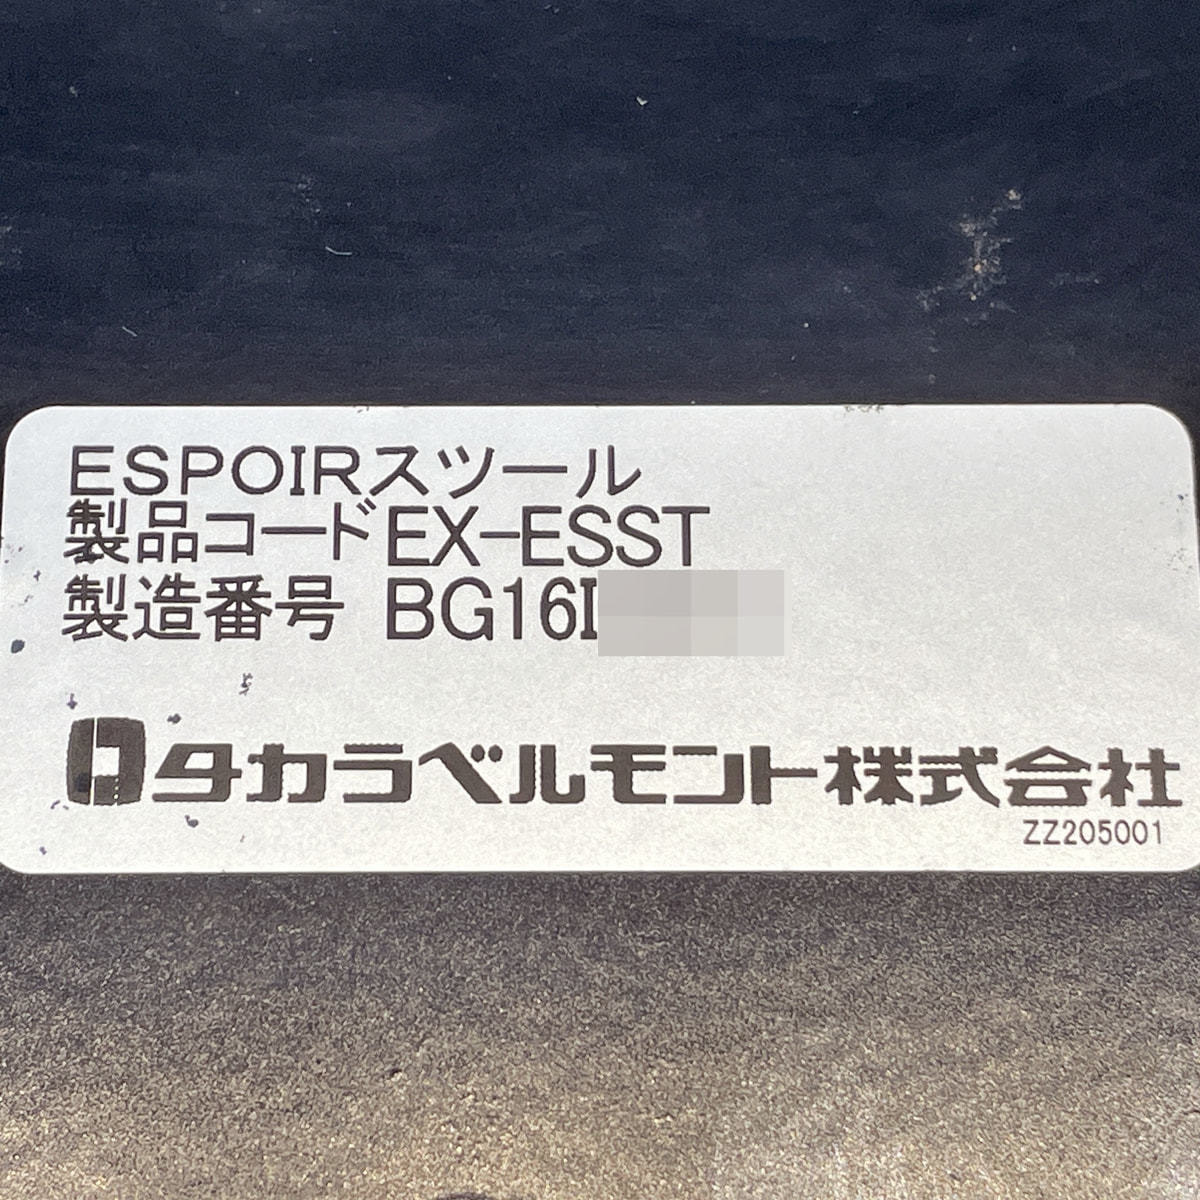 ESPOIRスツール
製品コードEX-ESST
製造番号 BG16I
タカラベルモント株式会社
ZZ205001